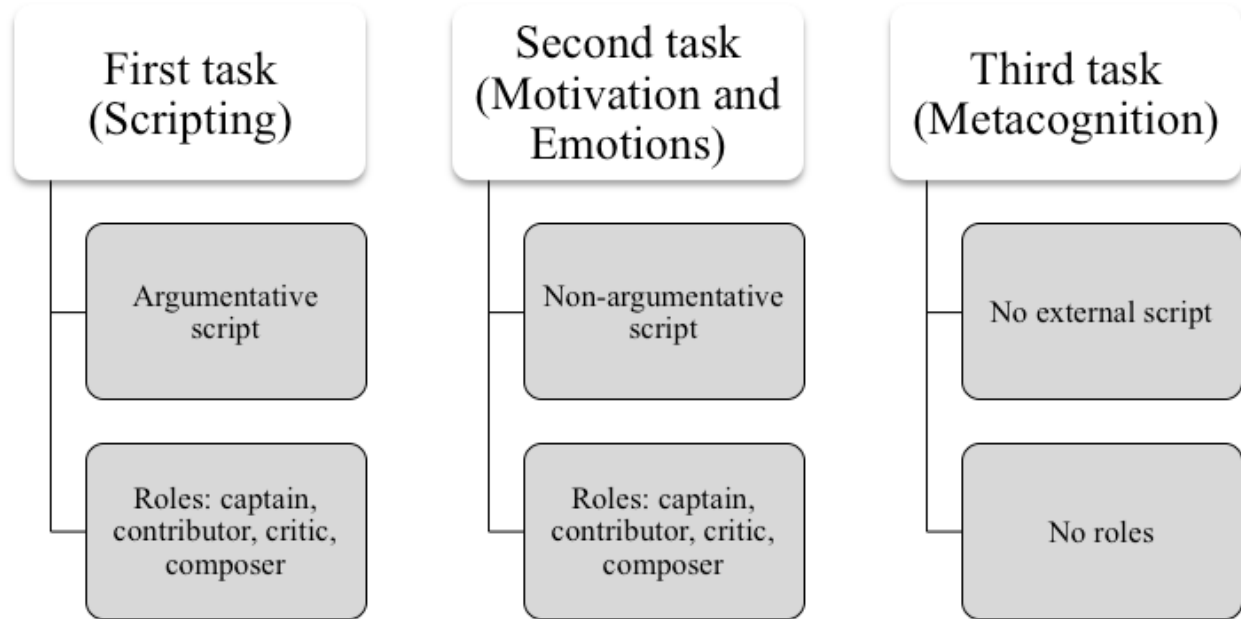 First task
(Scripting)
Argumentative
script
Roles: captain,
contributor, critic,
composer
Second task
(Motivation and
Emotions)
Non-argumentative
script
Roles: captain,
contributor, critic,
composer
Third task
(Metacognition)
No external script
No roles